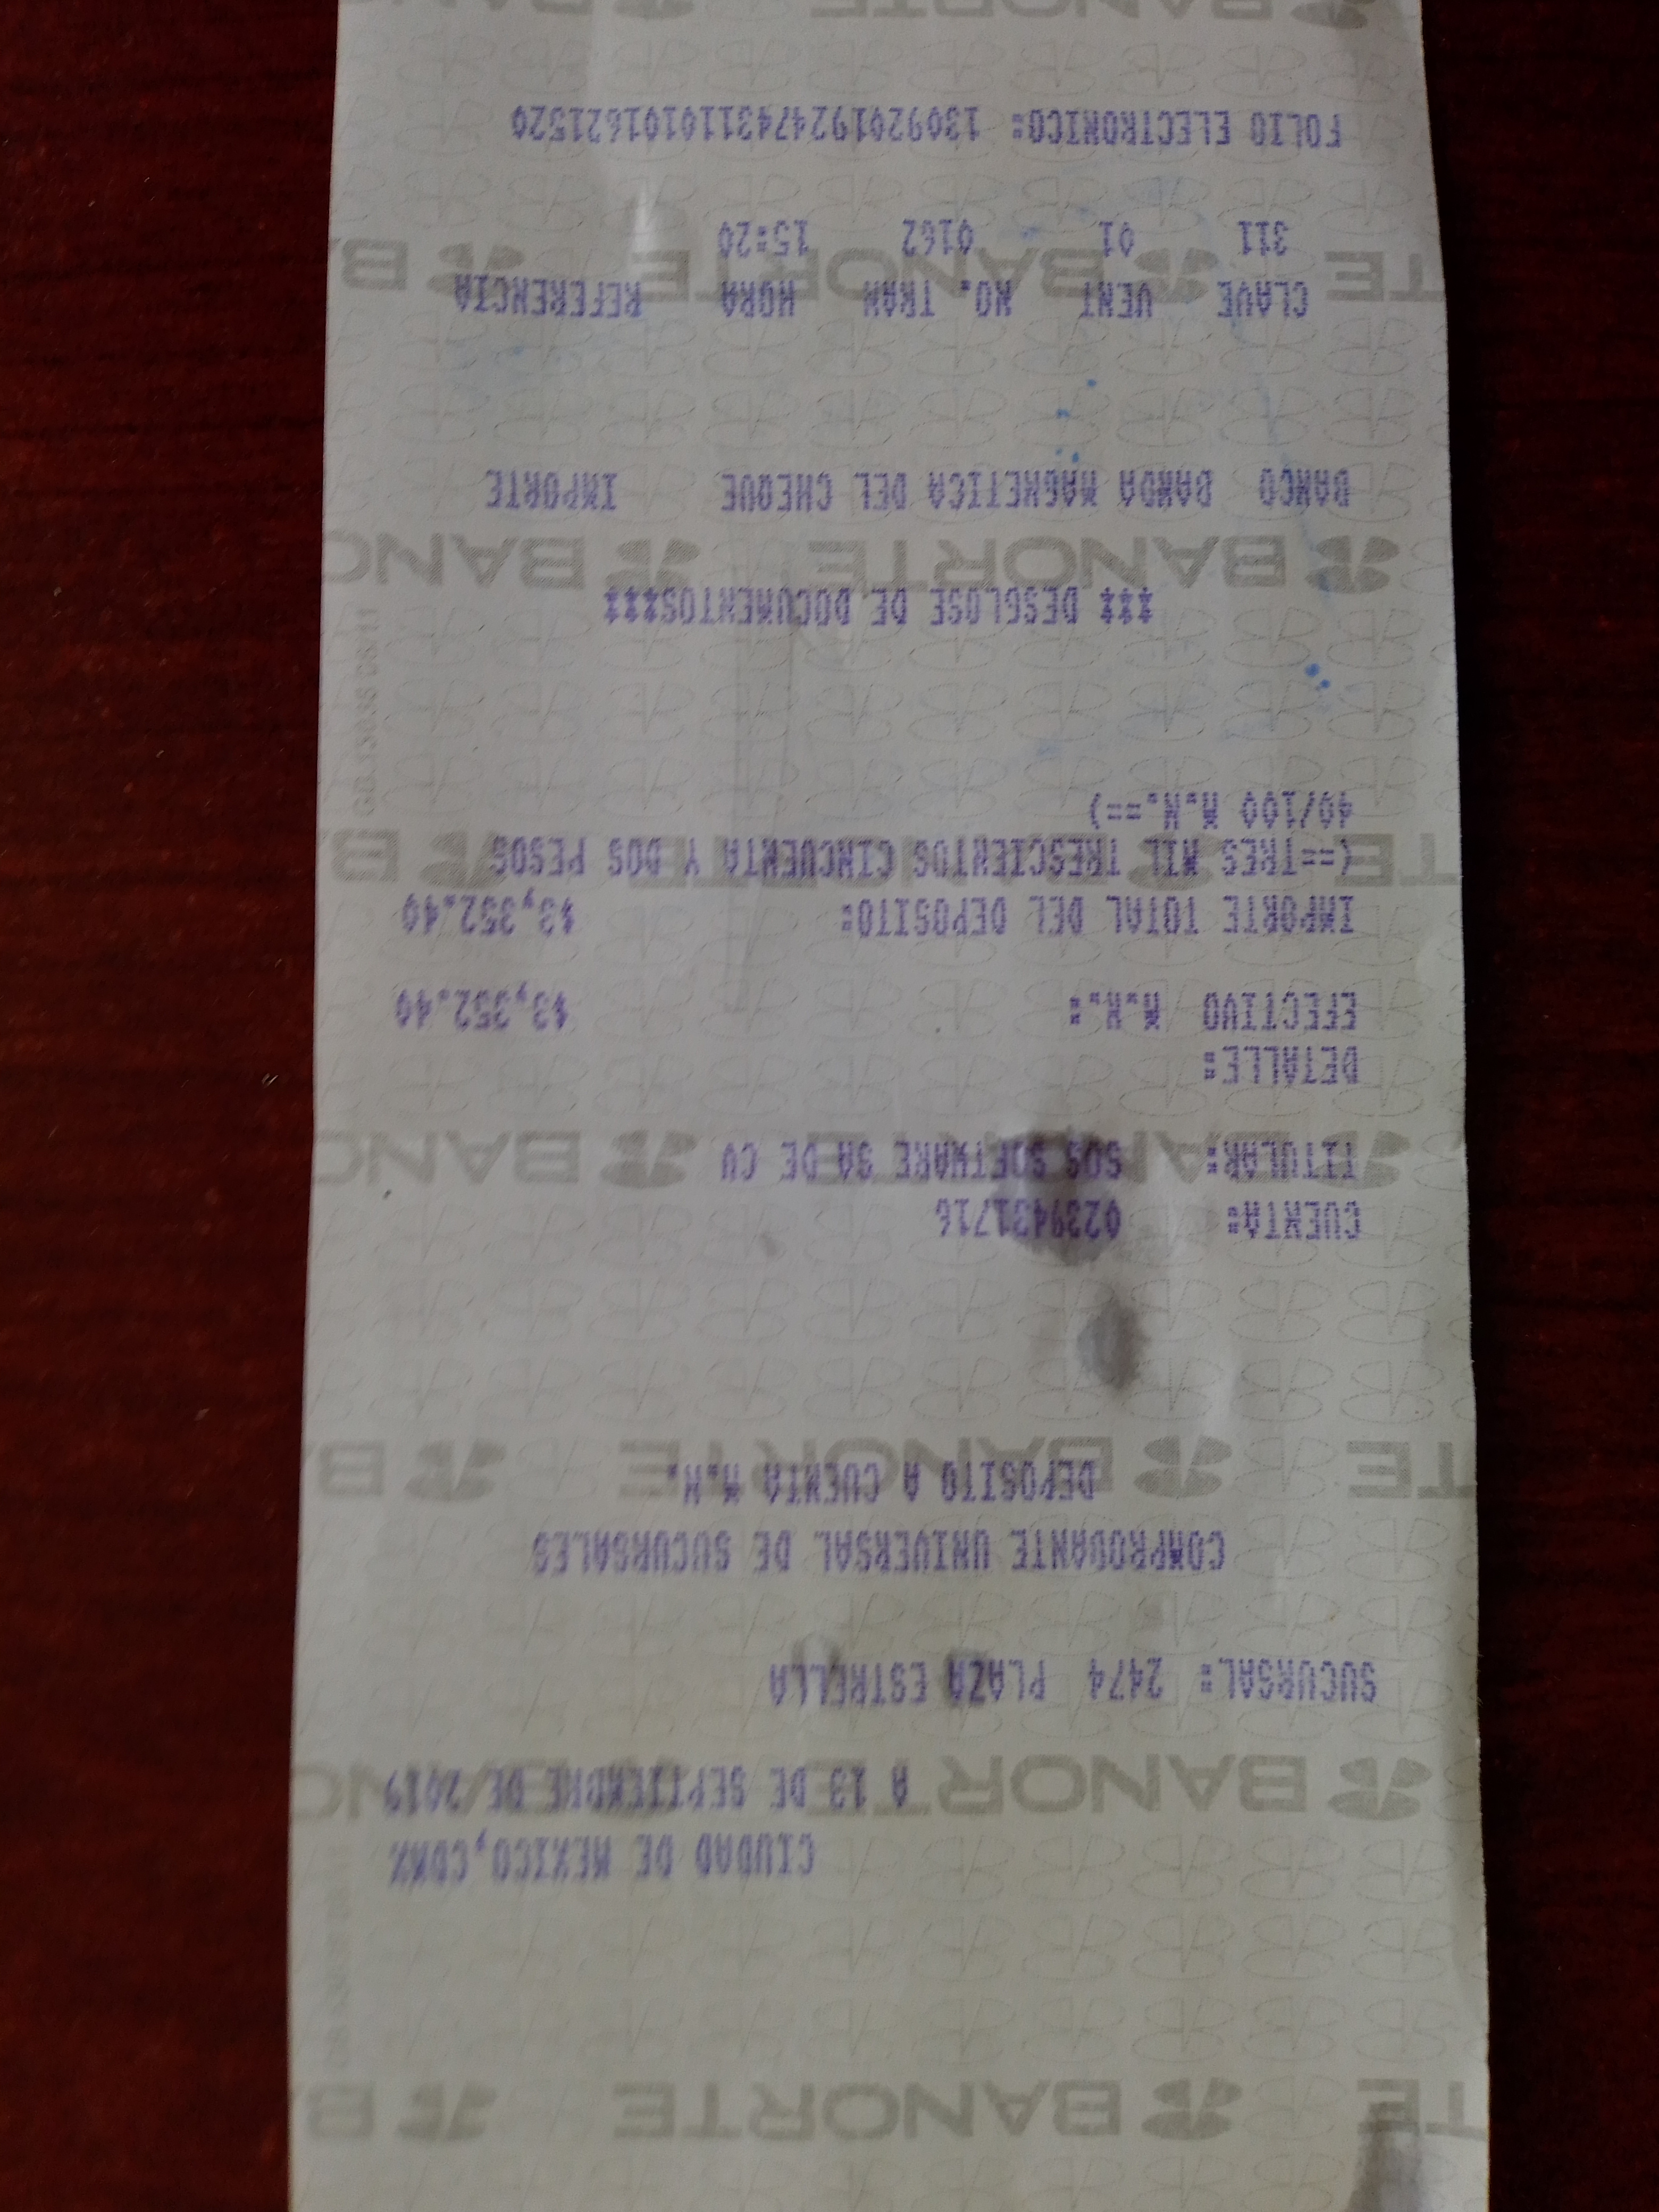 CIUDAD DE MEXICO,CDMX
A 13 DE SEPTIEMBRE DE 2019
SUCURSAL: 2474 PLAZA ESTRELLA
COMPROBANTE UNIVERSAL DE SUCURSALES
DEPOSITO A CUENTA M.N.
CUENTA: 0239431716
TITULAR: SOS SOFTWARE SA DE CV
DETALLE:
EFECTIVO M.N.: $3,352.40
IMPORTE TOTAL DEL DEPOSITO: $3,352.40
(==TRES MIL TRESCIENTOS CINCUENTA Y DOS PESOS
40/100 M.N.==)
*** DESGLOSE DE DOCUMENTOS***
BANCO BANDA MAGNETICA DEL CHEQUE IMPORTE
CLAVE VENT NO. TRAN HORA REFERENCIA
311 01 0162 15:20
FOLIO ELECTRONICO: 1309201924743110101621520
BANORTE